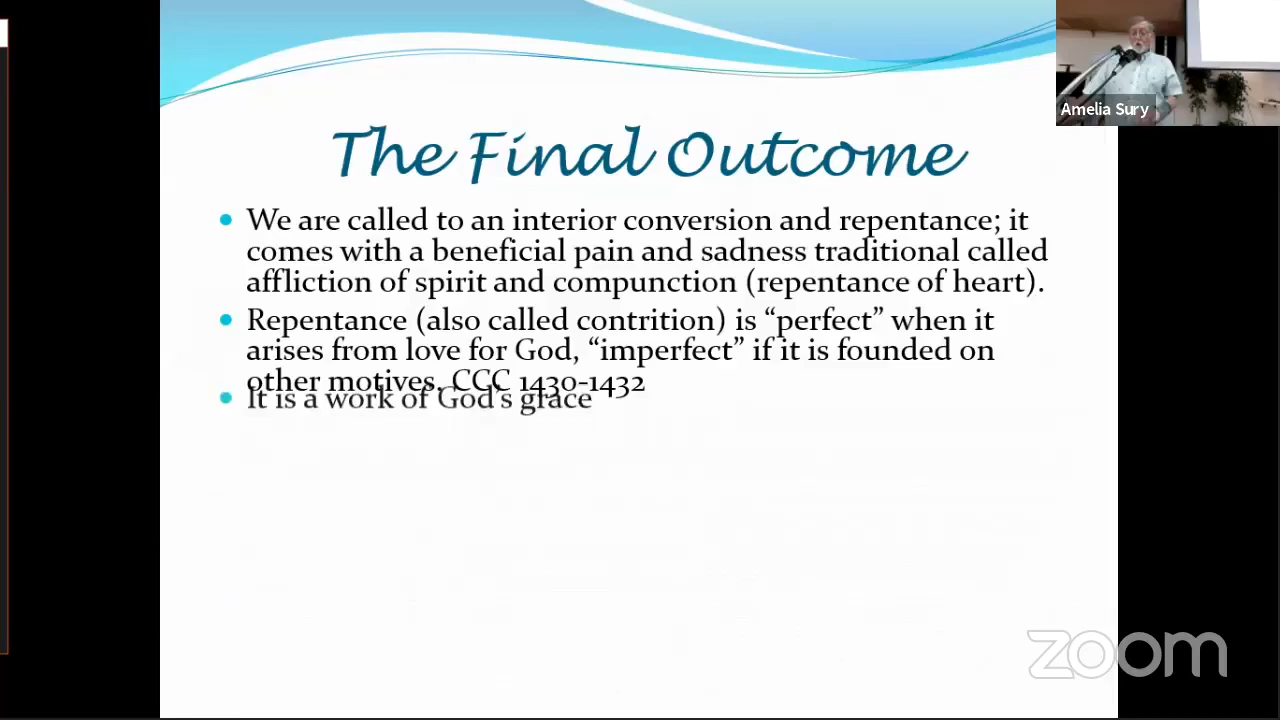 Amelia Sury
The Final Outcome
• We are called to an interior conversion and repentance; it
comes with a beneficial pain and sadness traditional called
affliction of spirit and compunction (repentance of heart).
• Repentance (also called contrition) is “perfect” when it
arises from love for God, “imperfect” if it is founded on
other motives. CCC 1430-1432
• It is a work of God’s grace
zoom